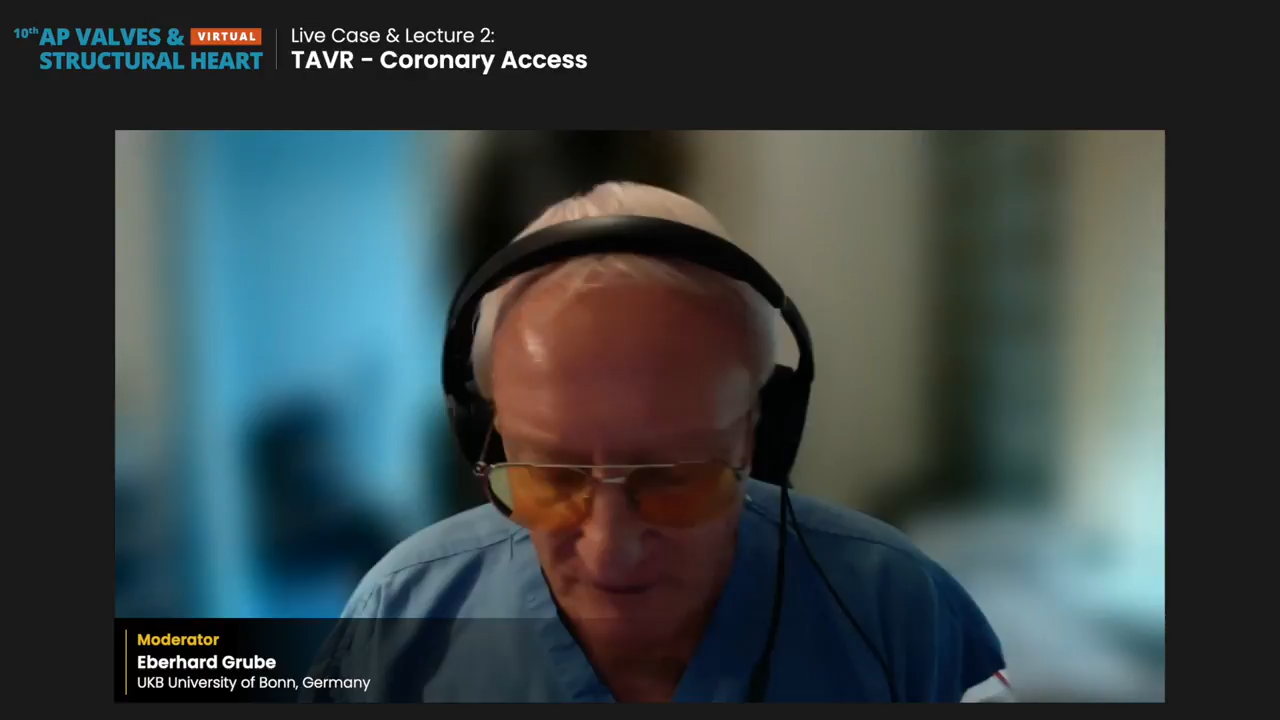 10th AP VALVES & VIRTUAL
STRUCTURAL HEART
Live Case & Lecture 2:
TAVR - Coronary Access
Moderator
Eberhard Grube
UKB University of Bonn, Germany